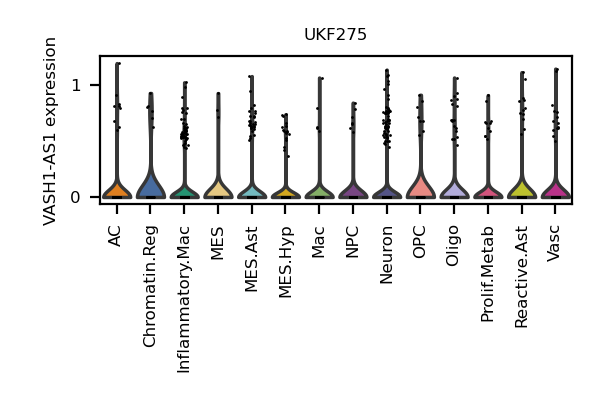 UKF275
VASH1-AS1 expression
1
0
AC
Chromatin.Reg
Inflammatory.Mac
MES
MES.Ast
MES.Hyp
Mac
NPC
Neuron
OPC
Oligo
Prolif.Metab
Reactive.Ast
Vasc